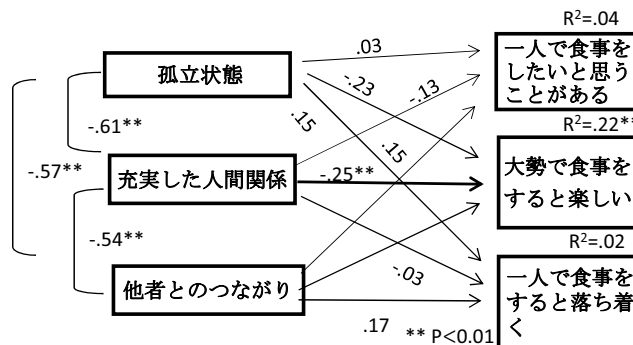 R²=.04
孤立状態
.03
一人で食事を
したいと思う
ことがある
-.23
-.13
.15
-.61**
R²=.22**
-.57**
充実した人間関係
-.25**
.15
大勢で食事を
すると楽しい
-.54**
R²=.02
他者とのつながり
-.03
一人で食事を
すると落ち着
く
.17
** P<0.01